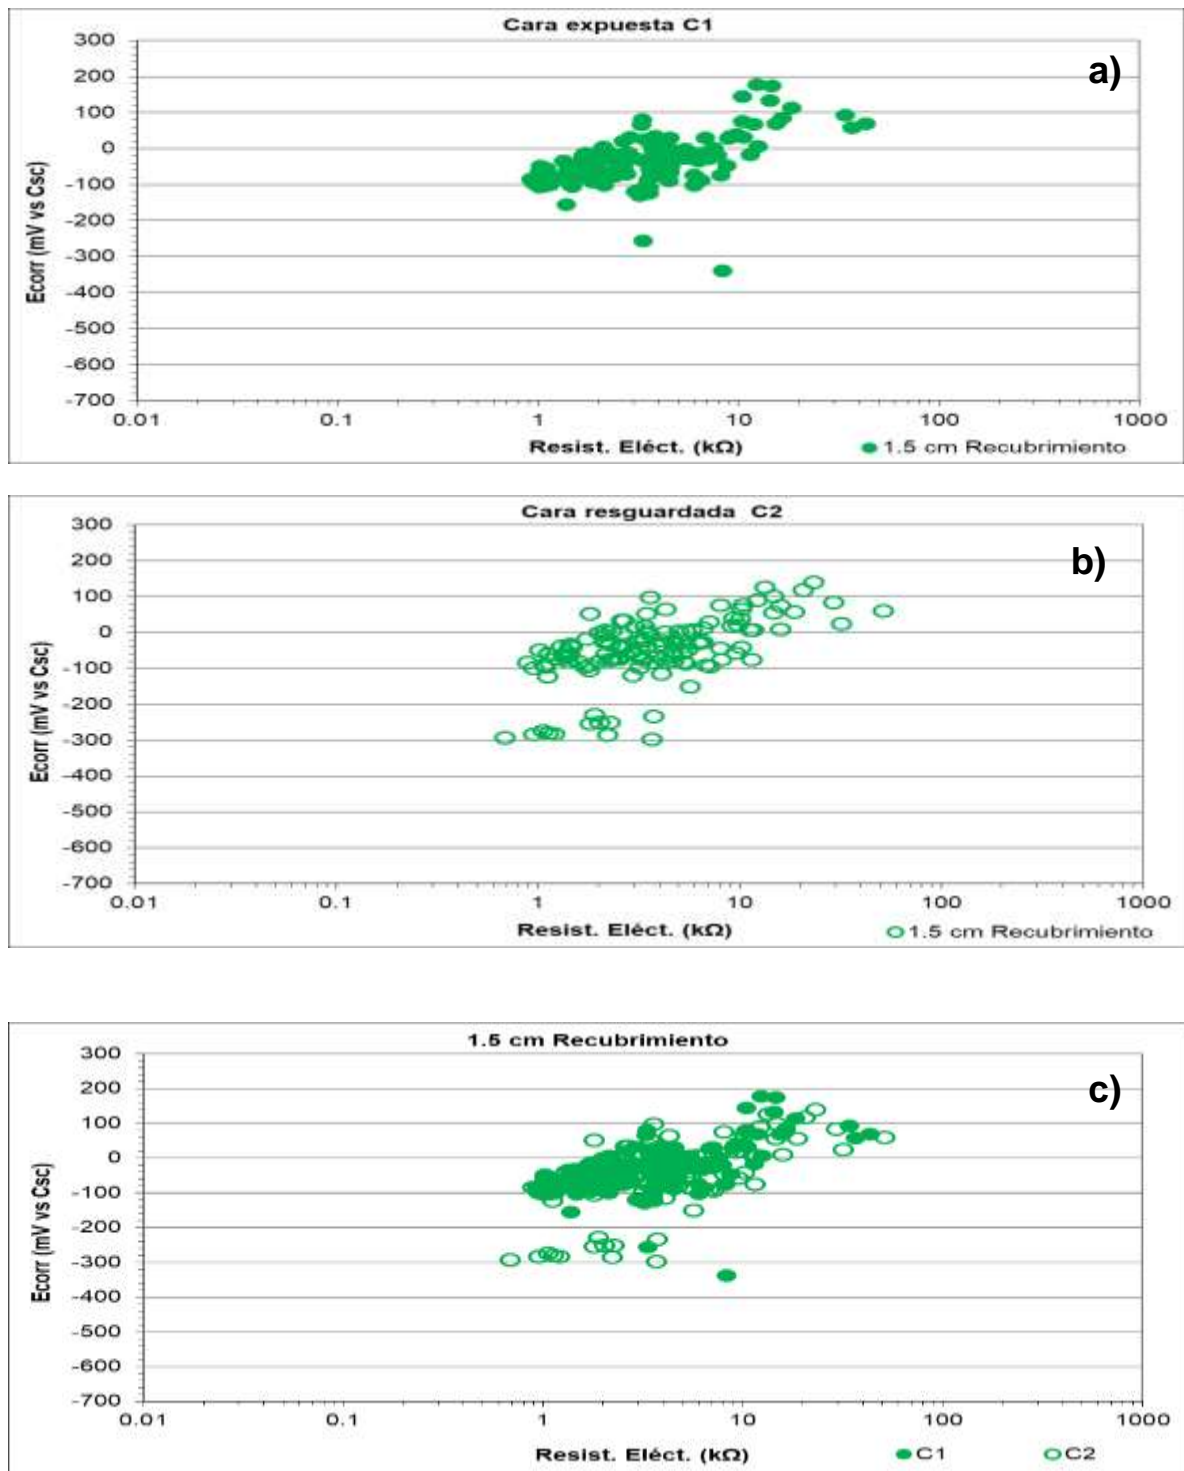 Cara expuesta C1
a)
300
200
100
0
-100
-200
-300
-400
-500
-600
-700
Ecorr (mV vs Csc)
0.01 0.1 1 10 100 1000
Resist. Eléct. (kΩ)
1.5 cm Recubrimiento
Cara resguardada C2
b)
300
200
100
0
-100
-200
-300
-400
-500
-600
-700
Ecorr (mV vs Csc)
0.01 0.1 1 10 100 1000
Resist. Eléct. (kΩ)
1.5 cm Recubrimiento
1.5 cm Recubrimiento
c)
300
200
100
0
-100
-200
-300
-400
-500
-600
-700
Ecorr (mV vs Csc)
0.01 0.1 1 10 100 1000
Resist. Eléct. (kΩ)
C1 C2